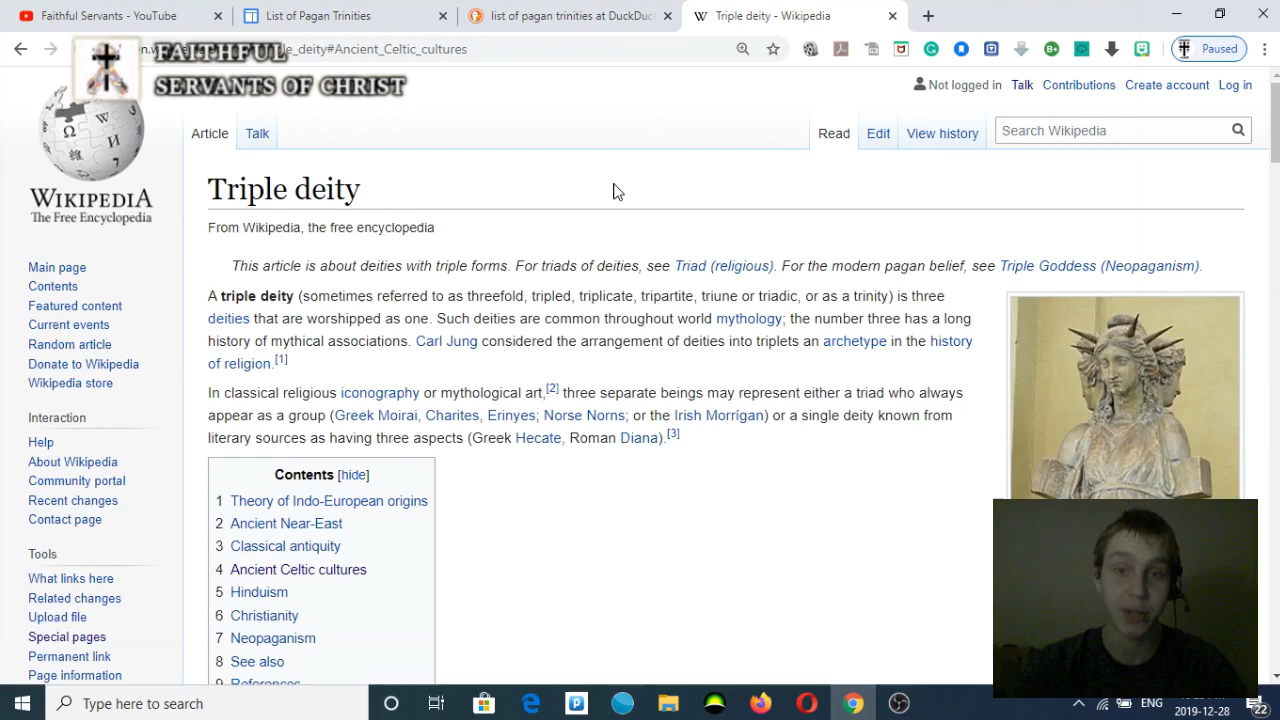 Faithful Servants - YouTube
List of Pagan Trinities
list of pagan trinities at DuckDuc
Triple deity - Wikipedia
_deity#Ancient_Celtic_cultures
Paused
FAITHFUL
SERVANTS OF CHRIST
Not logged in Talk Contributions Create account Log in
Article Talk Read Edit View history Search Wikipedia
WIKIPEDIA
The Free Encyclopedia
Main page
Contents
Featured content
Current events
Random article
Donate to Wikipedia
Wikipedia store
Interaction
Help
About Wikipedia
Community portal
Recent changes
Contact page
Tools
What links here
Related changes
Upload file
Special pages
Permanent link
Page information
Triple deity
From Wikipedia, the free encyclopedia
This article is about deities with triple forms. For triads of deities, see Triad (religious). For the modern pagan belief, see Triple Goddess (Neopaganism).
A triple deity (sometimes referred to as threefold, tripled, triplicate, tripartite, triune or triadic, or as a trinity) is three
deities that are worshipped as one. Such deities are common throughout world mythology; the number three has a long
history of mythical associations. Carl Jung considered the arrangement of deities into triplets an archetype in the history
of religion.[1]
In classical religious iconography or mythological art,[2] three separate beings may represent either a triad who always
appear as a group (Greek Moirai, Charites, Erinyes; Norse Norns; or the Irish Morrígan) or a single deity known from
literary sources as having three aspects (Greek Hecate, Roman Diana).[3]
Contents [hide]
1 Theory of Indo-European origins
2 Ancient Near-East
3 Classical antiquity
4 Ancient Celtic cultures
5 Hinduism
6 Christianity
7 Neopaganism
8 See also
9 References
Type here to search
ENG
2019-12-28
22